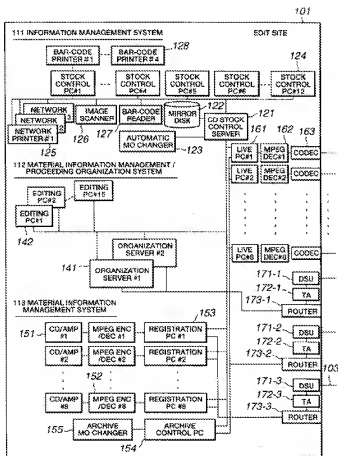 101
111 INFORMATION MANAGEMENT SYSTEM
EDIT SITE
BAR-CODE PRINTER #1
BAR-CODE PRINTER #4
128
124
STOCK CONTROL PC#1
STOCK CONTROL PC#4
STOCK CONTROL PC#5
STOCK CONTROL PC#6
STOCK CONTROL PC#12
NETWORK
3
NETWORK
2
NETWORK PRINTER#1
125
IMAGE SCANNER
126
BAR-CODE READER
127
MIRROR DISK
122
CD STOCK CONTROL SERVER
121
AUTOMATIC MO CHANGER
123
161
162
163
LIVE PC#1
MPEG DEC#1
CODEC
LIVE PC#2
MPEG DEC#2
CODEC
112 MATERIAL INFORMATION MANAGEMENT /
PROCEEDING ORGANIZATION SYSTEM
EDITING PC#15
EDITING PC#2
EDITING PC#1
142
ORGANIZATION SERVER #2
141
ORGANIZATION SERVER #1
LIVE PC#8
MPEG DEC#8
CODEC
171-1
DSU
172-1
TA
173-1
ROUTER
113 MATERIAL INFORMATION
MANAGEMENT SYSTEM
153
151
CD/AMP #1
MPEG ENC /DEC #1
REGISTRATION PC #1
CD/AMP #2
MPEG ENC /DEC #2
REGISTRATION PC #2
152
CD/AMP #8
MPEG ENC /DEC #8
REGISTRATION PC #8
171-2
DSU
172-2
TA
173-2
ROUTER
103
171-3
DSU
172-3
TA
173-3
ROUTER
155
ARCHIVE MO CHANGER
ARCHIVE CONTROL PC
154